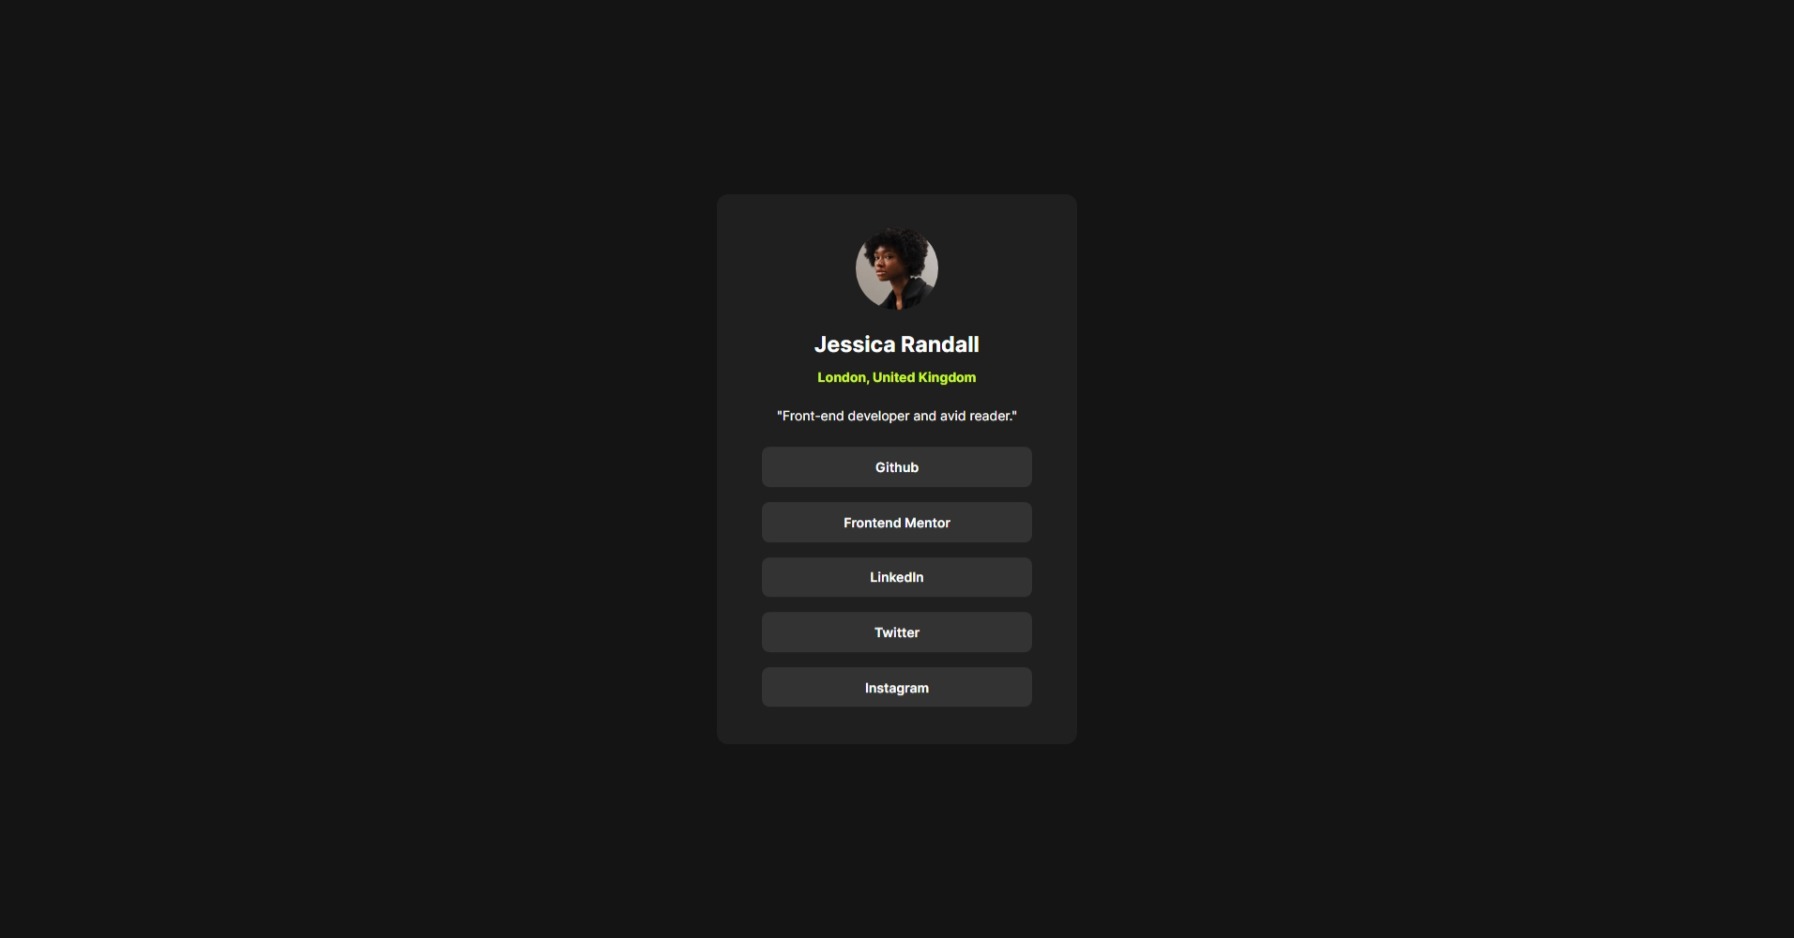 Jessica Randall
London, United Kingdom
"Front-end developer and avid reader."
Github
Frontend Mentor
LinkedIn
Twitter
Instagram